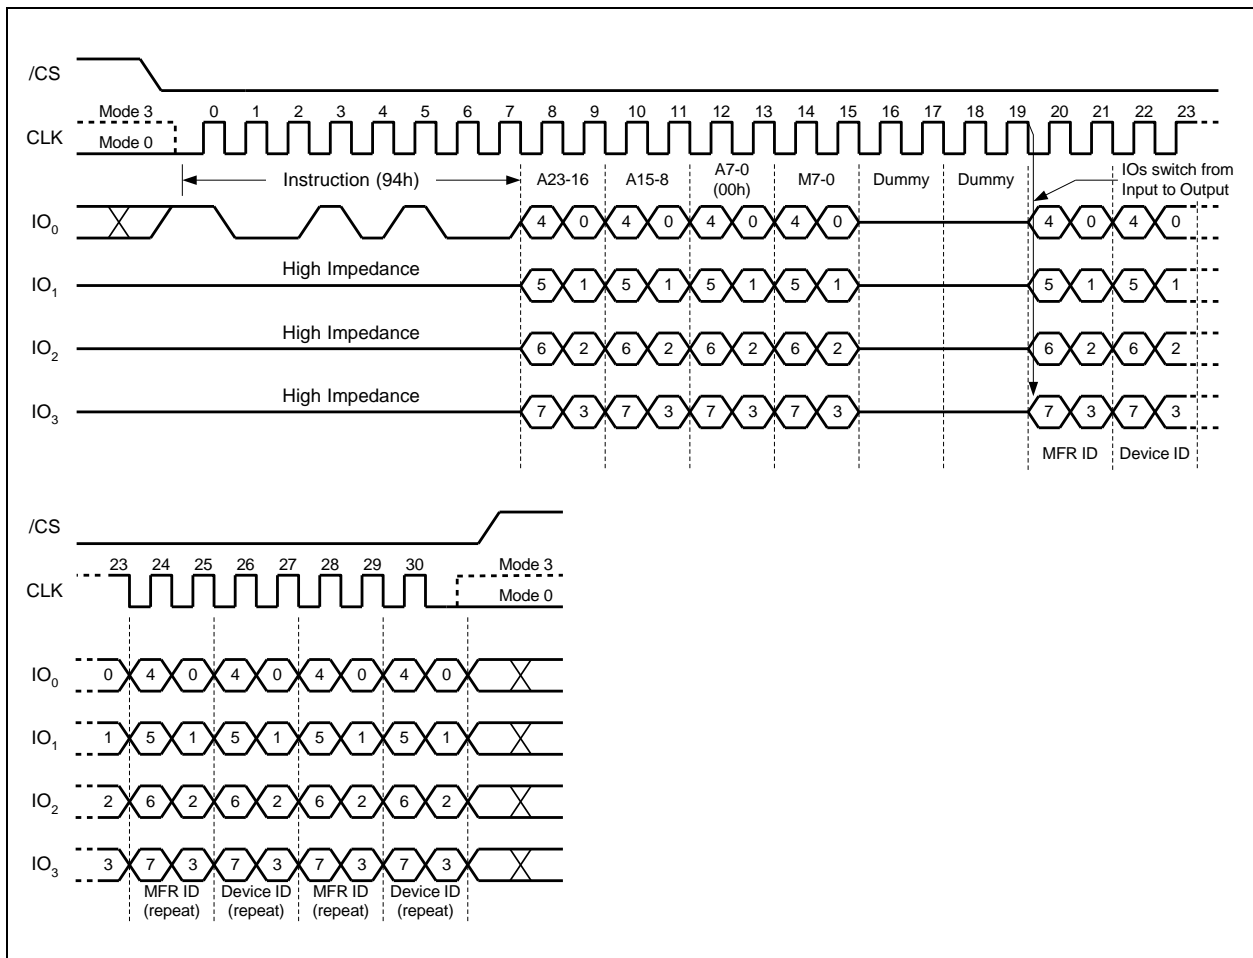 /CS
Mode 3 0 1 2 3 4 5 6 7 8 9 10 11 12 13 14 15 16 17 18 19 20 21 22 23
CLK Mode 0
Instruction (94h) A23-16 A15-8 A7-0 (00h) M7-0 Dummy Dummy IOs switch from Input to Output
IO0 4 0 4 0 4 0 4 0 4 0 4 0
High Impedance
IO1 5 1 5 1 5 1 5 1 5 1 5 1
High Impedance
IO2 6 2 6 2 6 2 6 2 6 2 6 2
High Impedance
IO3 7 3 7 3 7 3 7 3 7 3 7 3
MFR ID Device ID
/CS
23 24 25 26 27 28 29 30 Mode 3
CLK Mode 0
IO0 0 4 0 4 0 4 0 4 0
IO1 1 5 1 5 1 5 1 5 1
IO2 2 6 2 6 2 6 2 6 2
IO3 3 7 3 7 3 7 3 7 3
MFR ID Device ID MFR ID Device ID
(repeat) (repeat) (repeat) (repeat)